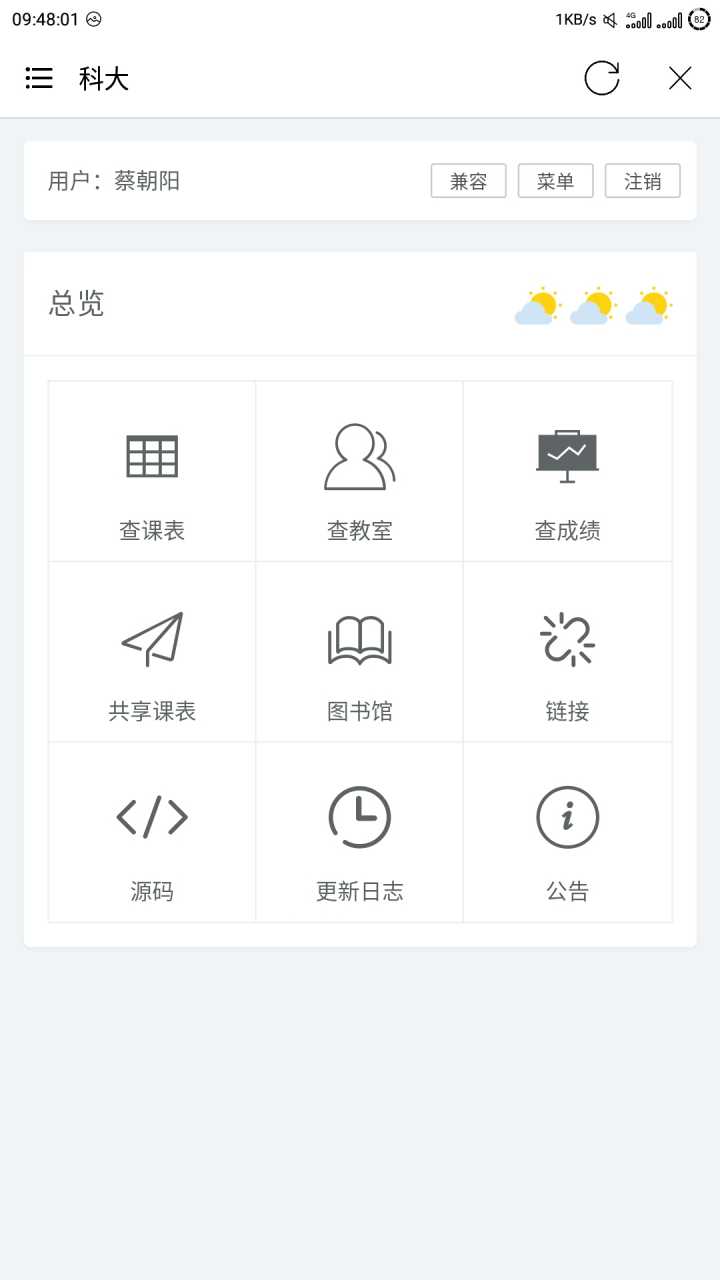 09:48:01 1KB/s 4G 82
科大
用户：蔡朝阳 兼容 菜单 注销
总览
查课表 查教室 查成绩
共享课表 图书馆 链接
源码 更新日志 公告